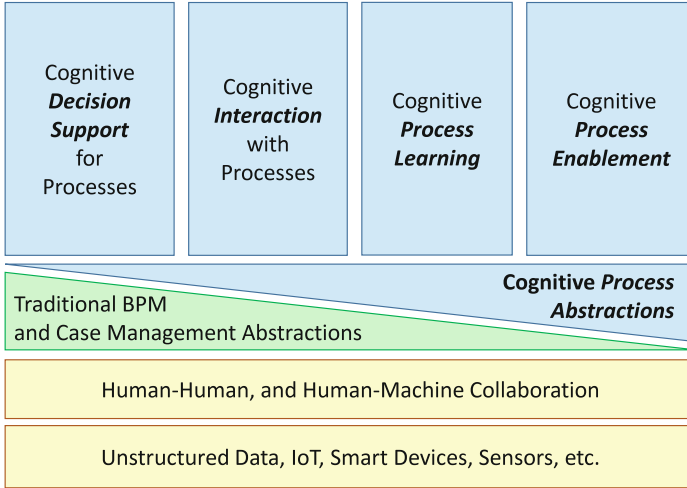 Cognitive
Decision
Support
for
Processes
Cognitive
Interaction
with
Processes
Cognitive
Process
Learning
Cognitive
Process
Enablement
Cognitive Process
Abstractions
Traditional BPM
and Case Management Abstractions
Human-Human, and Human-Machine Collaboration
Unstructured Data, IoT, Smart Devices, Sensors, etc.